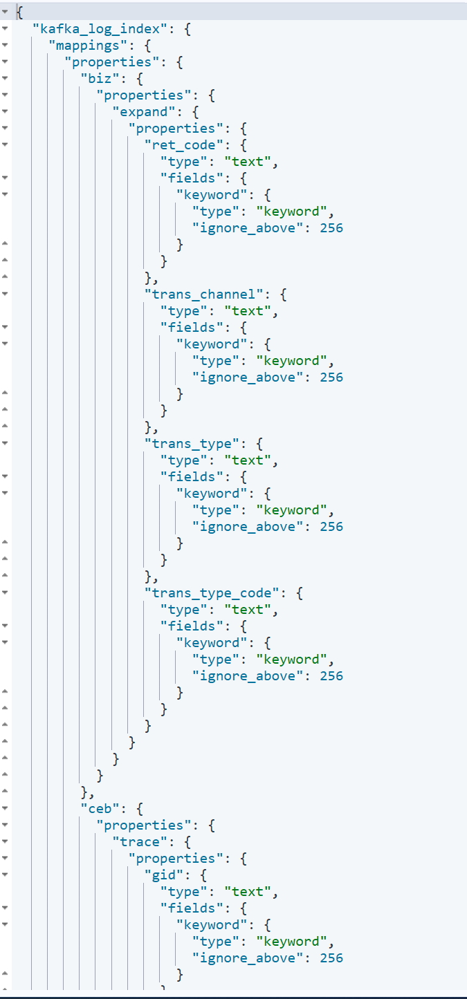 {
"kafka_log_index": {
"mappings": {
"properties": {
"biz": {
"properties": {
"expand": {
"properties": {
"ret_code": {
"type": "text",
"fields": {
"keyword": {
"type": "keyword",
"ignore_above": 256
}
}
},
"trans_channel": {
"type": "text",
"fields": {
"keyword": {
"type": "keyword",
"ignore_above": 256
}
}
},
"trans_type": {
"type": "text",
"fields": {
"keyword": {
"type": "keyword",
"ignore_above": 256
}
}
},
"trans_type_code": {
"type": "text",
"fields": {
"keyword": {
"type": "keyword",
"ignore_above": 256
}
}
}
}
}
}
},
"ceb": {
"properties": {
"trace": {
"properties": {
"gid": {
"type": "text",
"fields": {
"keyword": {
"type": "keyword",
"ignore_above": 256
}
}